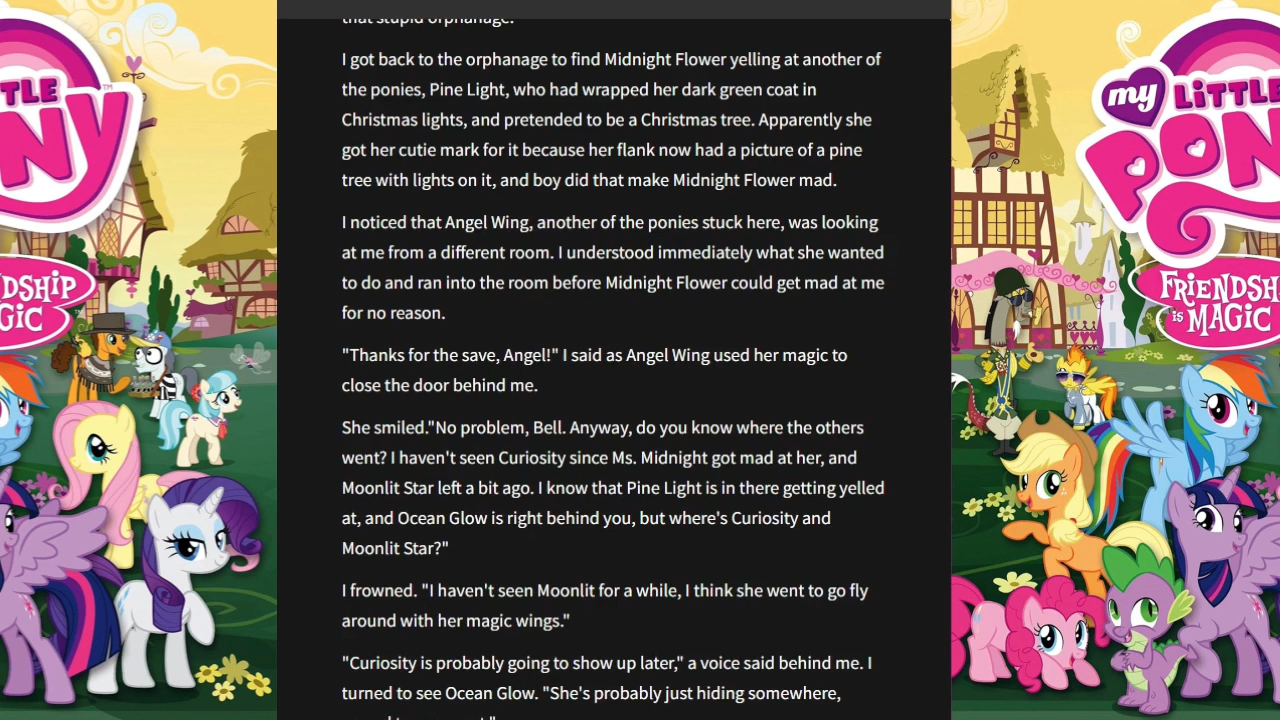 that stupid orphanage.
I got back to the orphanage to find Midnight Flower yelling at another of
the ponies, Pine Light, who had wrapped her dark green coat in
Christmas lights, and pretended to be a Christmas tree. Apparently she
got her cutie mark for it because her flank now had a picture of a pine
tree with lights on it, and boy did that make Midnight Flower mad.
I noticed that Angel Wing, another of the ponies stuck here, was looking
at me from a different room. I understood immediately what she wanted
to do and ran into the room before Midnight Flower could get mad at me
for no reason.
"Thanks for the save, Angel!" I said as Angel Wing used her magic to
close the door behind me.
She smiled."No problem, Bell. Anyway, do you know where the others
went? I haven't seen Curiosity since Ms. Midnight got mad at her, and
Moonlit Star left a bit ago. I know that Pine Light is in there getting yelled
at, and Ocean Glow is right behind you, but where's Curiosity and
Moonlit Star?"
I frowned. "I haven't seen Moonlit for a while, I think she went to go fly
around with her magic wings."
"Curiosity is probably going to show up later," a voice said behind me. I
turned to see Ocean Glow. "She's probably just hiding somewhere,
TLE
NY
™
DSHIP
GIC
my LiTTLE
PON
FRiENDSH
is MAGIC